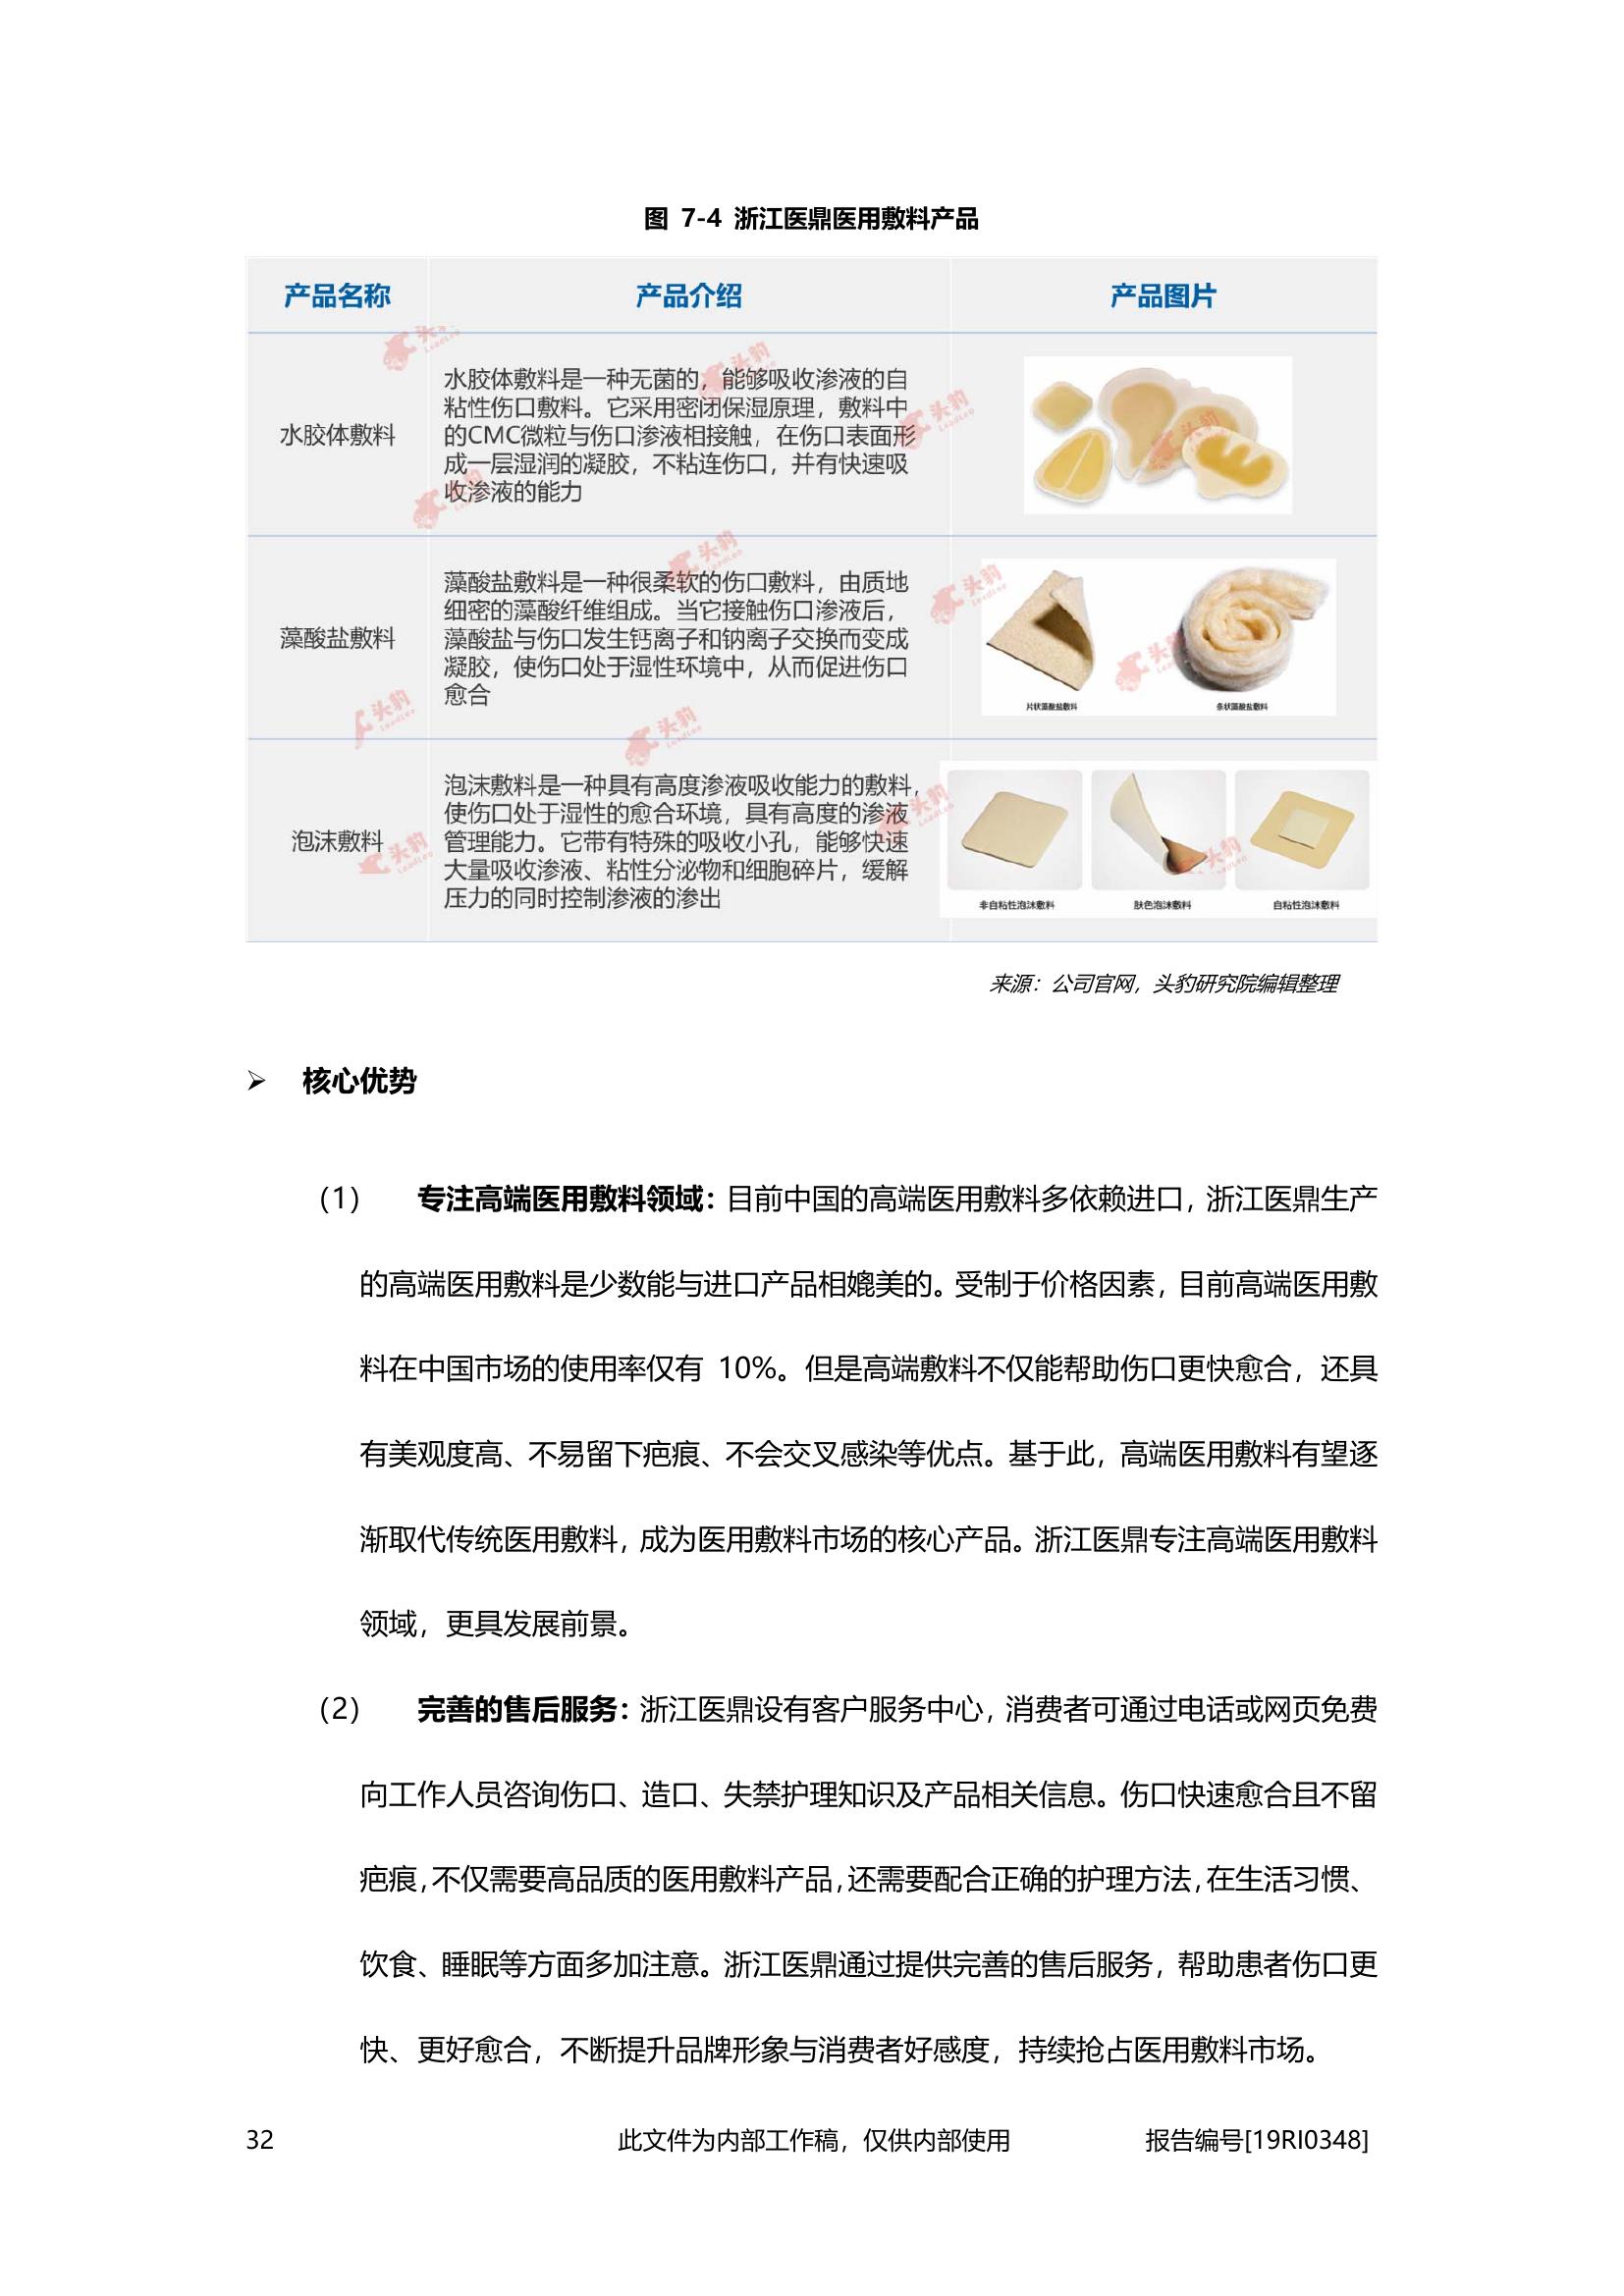 图 7-4 浙江医鼎医用敷料产品
产品名称 产品介绍 产品图片
水胶体敷料
水胶体敷料是一种无菌的，能够吸收渗液的自
粘性伤口敷料。它采用密闭保湿原理，敷料中
的CMC微粒与伤口渗液相接触，在伤口表面形
成一层湿润的凝胶，不粘连伤口，并有快速吸
收渗液的能力
藻酸盐敷料
藻酸盐敷料是一种很柔软的伤口敷料，由质地
细密的藻酸纤维组成。当它接触伤口渗液后，
藻酸盐与伤口发生钙离子和钠离子交换而变成
凝胶，使伤口处于湿性环境中，从而促进伤口
愈合
片状藻酸盐敷料 条状藻酸盐敷料
泡沫敷料
泡沫敷料是一种具有高度渗液吸收能力的敷料，
使伤口处于湿性的愈合环境，具有高度的渗液
管理能力。它带有特殊的吸收小孔，能够快速
大量吸收渗液、粘性分泌物和细胞碎片，缓解
压力的同时控制渗液的渗出
非自粘性泡沫敷料 肤色泡沫敷料 自粘性泡沫敷料
头豹 LeadLeo
来源：公司官网，头豹研究院编辑整理
➢ 核心优势
（1） 专注高端医用敷料领域：目前中国的高端医用敷料多依赖进口，浙江医鼎生产
的高端医用敷料是少数能与进口产品相媲美的。受制于价格因素，目前高端医用敷
料在中国市场的使用率仅有 10%。但是高端敷料不仅能帮助伤口更快愈合，还具
有美观度高、不易留下疤痕、不会交叉感染等优点。基于此，高端医用敷料有望逐
渐取代传统医用敷料，成为医用敷料市场的核心产品。浙江医鼎专注高端医用敷料
领域，更具发展前景。
（2） 完善的售后服务：浙江医鼎设有客户服务中心，消费者可通过电话或网页免费
向工作人员咨询伤口、造口、失禁护理知识及产品相关信息。伤口快速愈合且不留
疤痕，不仅需要高品质的医用敷料产品，还需要配合正确的护理方法，在生活习惯、
饮食、睡眠等方面多加注意。浙江医鼎通过提供完善的售后服务，帮助患者伤口更
快、更好愈合，不断提升品牌形象与消费者好感度，持续抢占医用敷料市场。
32 此文件为内部工作稿，仅供内部使用 报告编号[19RI0348]